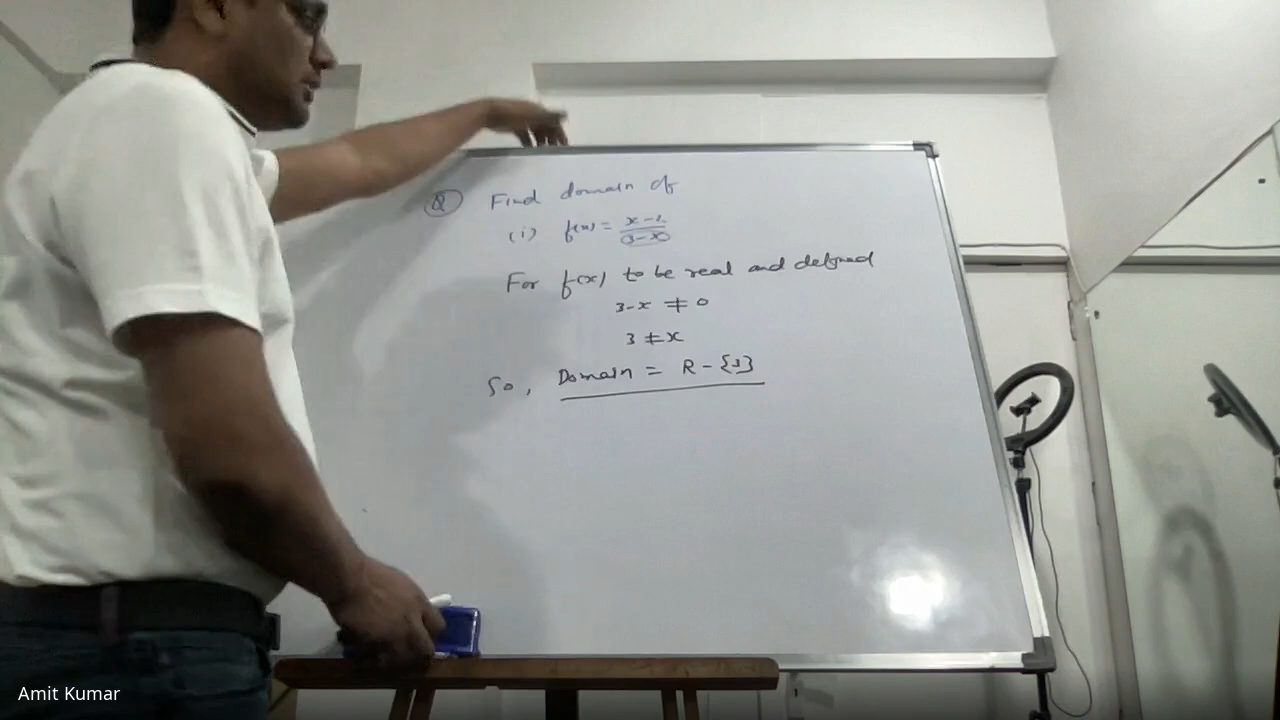 Q Find domain of
(i) f(x) = x-1/3-x
For f(x) to be real and defined
3-x ≠ 0
3 ≠ x
So, Domain = R - {3}
Amit Kumar